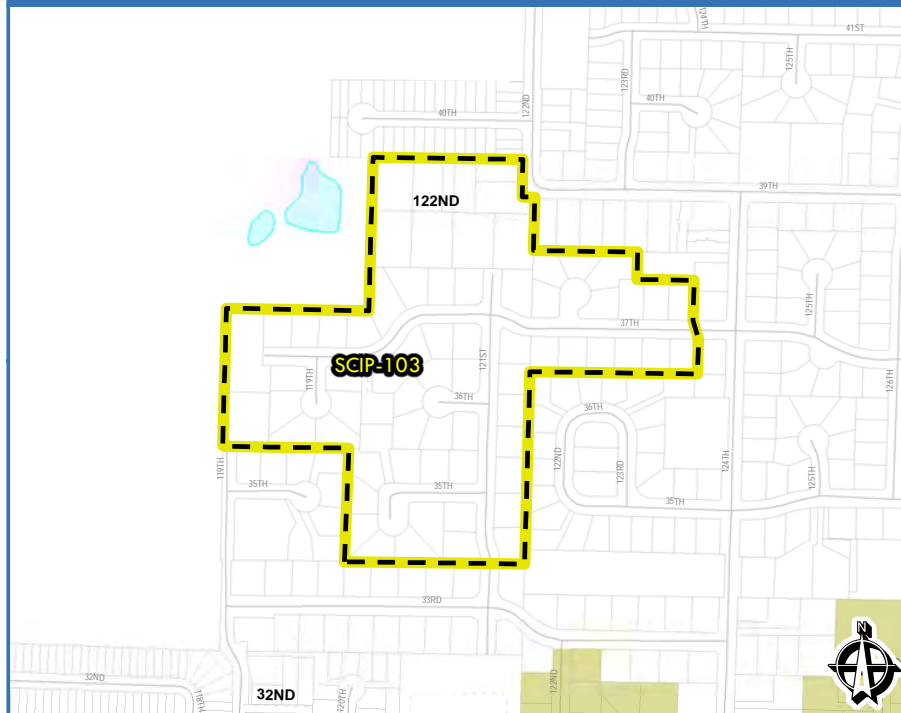 124TH
41ST
125TH
123RD
122ND
40TH
40TH
39TH
122ND
125TH
37TH
121ST
SCIP-103
119TH
36TH
126TH
36TH
122ND
123RD
124TH
125TH
119TH
35TH
35TH
35TH
33RD
N
32ND
118TH
32ND
120TH
122ND